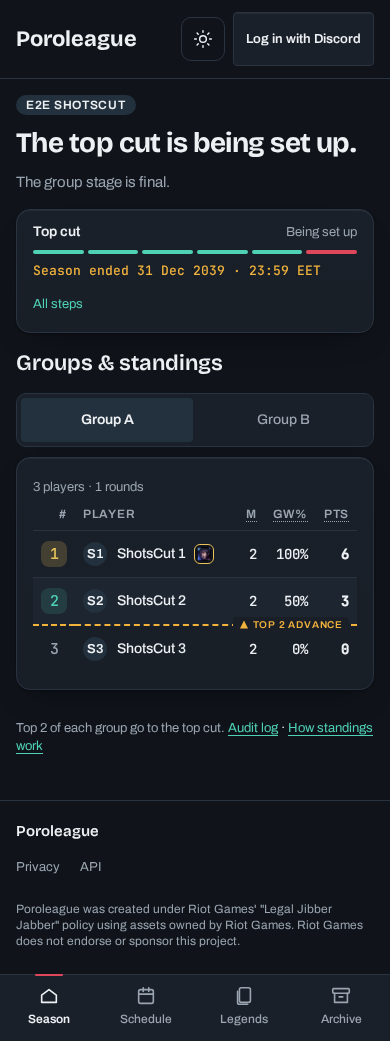 Poroleague
Log in with Discord
E2E SHOTSCUT
The top cut is being set up.
The group stage is final.
Top cut Being set up
Season ended 31 Dec 2039 · 23:59 EET
All steps
Groups & standings
Group A Group B
3 players · 1 rounds
# PLAYER M GW% PTS
1 S1 ShotsCut 1 2 100% 6
2 S2 ShotsCut 2 2 50% 3
▲ TOP 2 ADVANCE
3 S3 ShotsCut 3 2 0% 0
Top 2 of each group go to the top cut. Audit log · How standings
work
Poroleague
Privacy API
Poroleague was created under Riot Games' "Legal Jibber
Jabber" policy using assets owned by Riot Games. Riot Games
does not endorse or sponsor this project.
Season Schedule Legends Archive